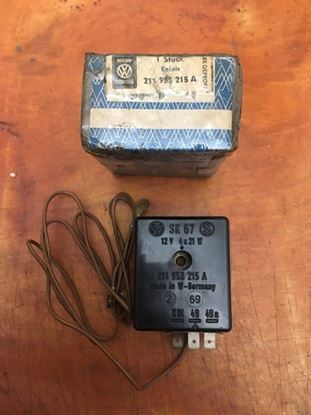 1 Stück
Relais
211 953 215 A
SK 67
12 V 4x21 W
211 953 215 A
Made in W-Germany
2 69
KBL 49 49a